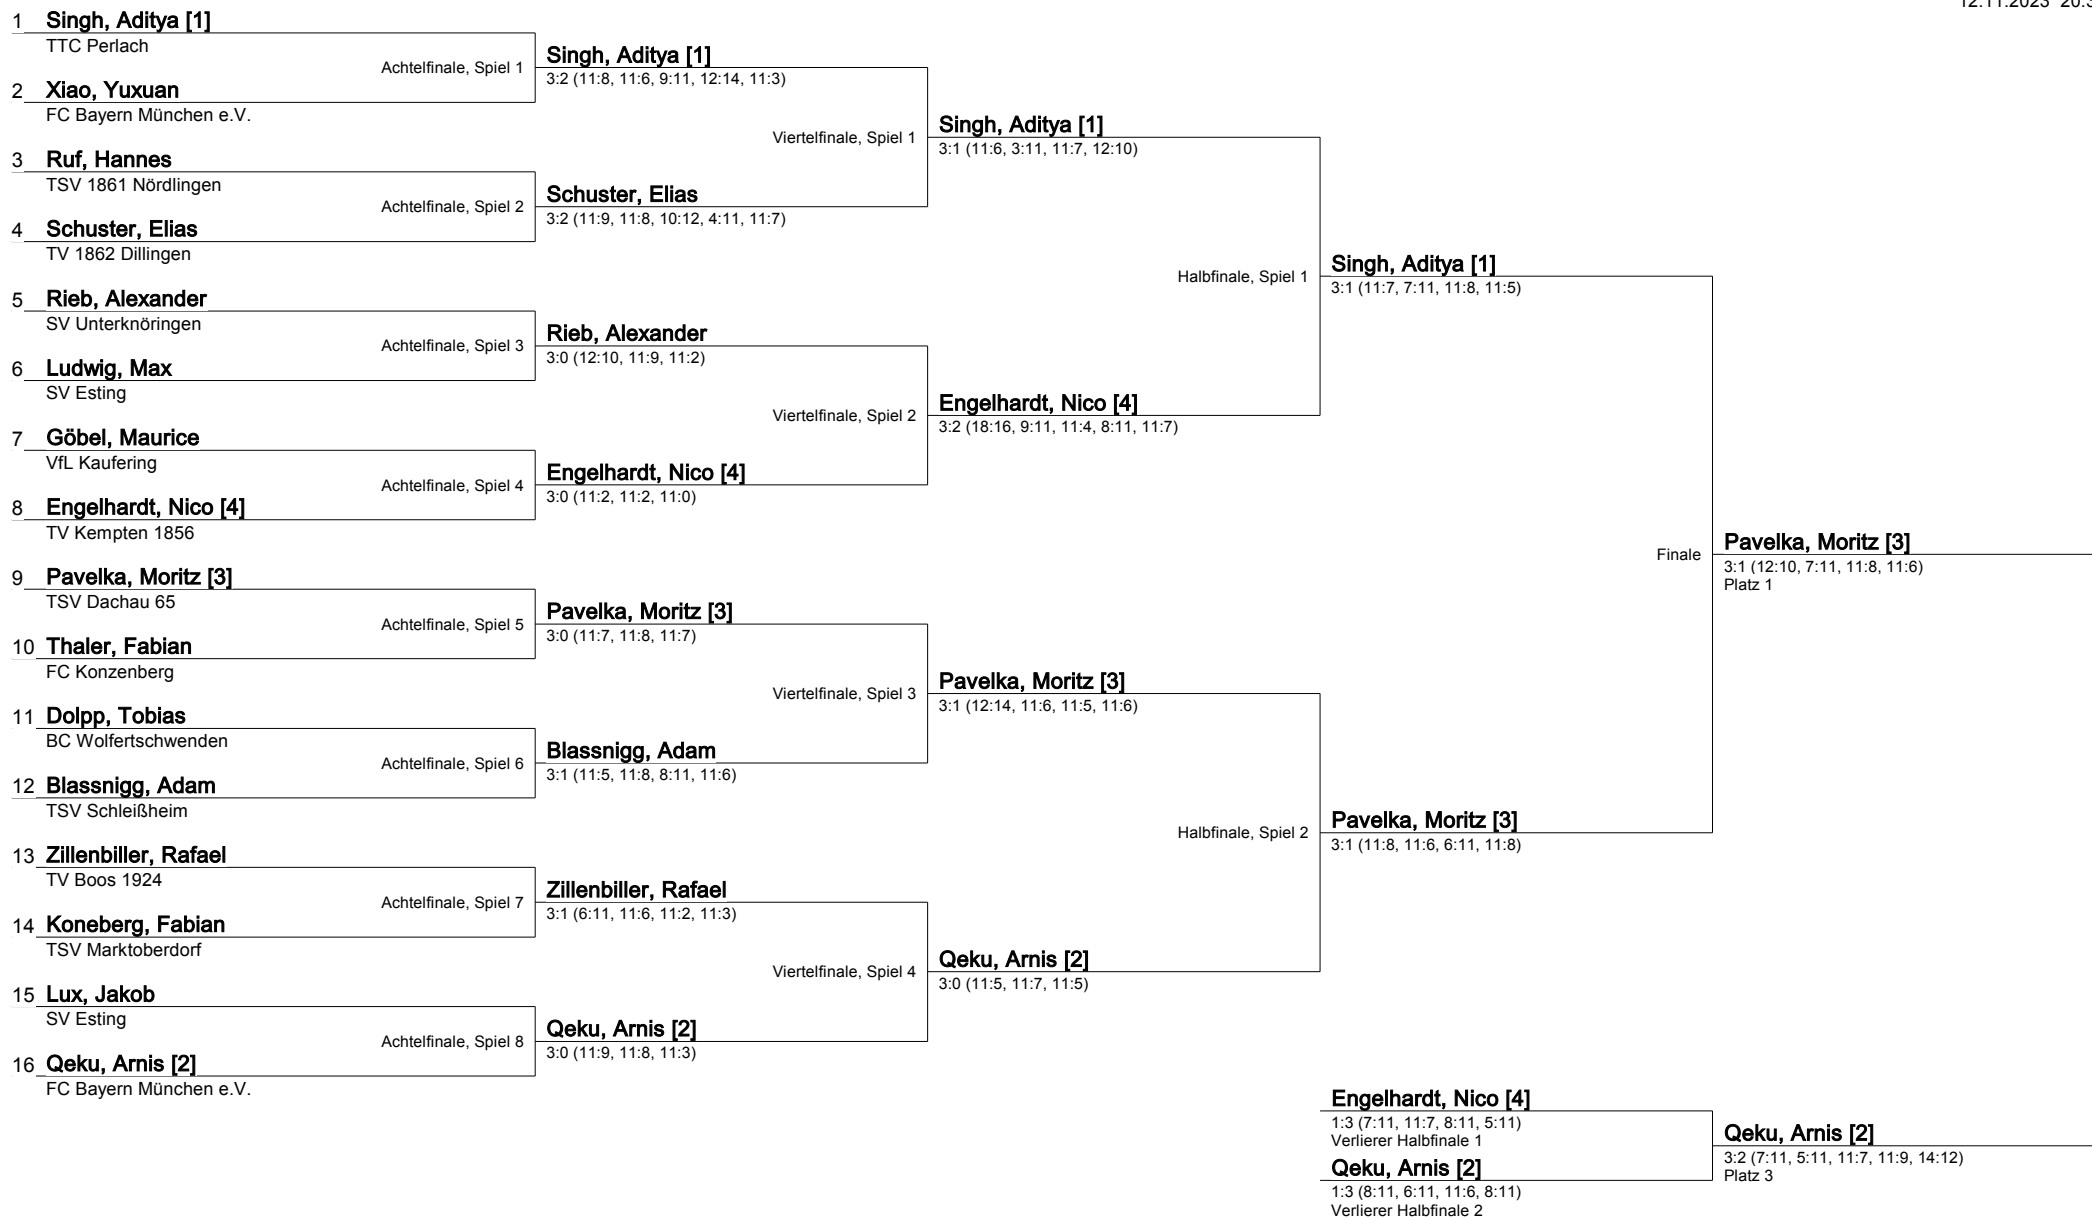 12.11.2023 20:3
1 Singh, Aditya [1]
TTC Perlach
Achtelfinale, Spiel 1
Singh, Aditya [1]
3:2 (11:8, 11:6, 9:11, 12:14, 11:3)
2 Xiao, Yuxuan
FC Bayern München e.V.
Viertelfinale, Spiel 1
Singh, Aditya [1]
3:1 (11:6, 3:11, 11:7, 12:10)
3 Ruf, Hannes
TSV 1861 Nördlingen
Achtelfinale, Spiel 2
Schuster, Elias
3:2 (11:9, 11:8, 10:12, 4:11, 11:7)
4 Schuster, Elias
TV 1862 Dillingen
Halbfinale, Spiel 1
Singh, Aditya [1]
3:1 (11:7, 7:11, 11:8, 11:5)
5 Rieb, Alexander
SV Unterknöringen
Achtelfinale, Spiel 3
Rieb, Alexander
3:0 (12:10, 11:9, 11:2)
6 Ludwig, Max
SV Esting
Viertelfinale, Spiel 2
Engelhardt, Nico [4]
3:2 (18:16, 9:11, 11:4, 8:11, 11:7)
7 Göbel, Maurice
VfL Kaufering
Achtelfinale, Spiel 4
Engelhardt, Nico [4]
3:0 (11:2, 11:2, 11:0)
8 Engelhardt, Nico [4]
TV Kempten 1856
Finale
Pavelka, Moritz [3]
3:1 (12:10, 7:11, 11:8, 11:6)
Platz 1
9 Pavelka, Moritz [3]
TSV Dachau 65
Achtelfinale, Spiel 5
Pavelka, Moritz [3]
3:0 (11:7, 11:8, 11:7)
10 Thaler, Fabian
FC Konzenberg
Viertelfinale, Spiel 3
Pavelka, Moritz [3]
3:1 (12:14, 11:6, 11:5, 11:6)
11 Dolpp, Tobias
BC Wolfertschwenden
Achtelfinale, Spiel 6
Blassnigg, Adam
3:1 (11:5, 11:8, 8:11, 11:6)
12 Blassnigg, Adam
TSV Schleißheim
Halbfinale, Spiel 2
Pavelka, Moritz [3]
3:1 (11:8, 11:6, 6:11, 11:8)
13 Zillenbiller, Rafael
TV Boos 1924
Achtelfinale, Spiel 7
Zillenbiller, Rafael
3:1 (6:11, 11:6, 11:2, 11:3)
14 Koneberg, Fabian
TSV Marktoberdorf
Viertelfinale, Spiel 4
Qeku, Arnis [2]
3:0 (11:5, 11:7, 11:5)
15 Lux, Jakob
SV Esting
Achtelfinale, Spiel 8
Qeku, Arnis [2]
3:0 (11:9, 11:8, 11:3)
16 Qeku, Arnis [2]
FC Bayern München e.V.
Engelhardt, Nico [4]
1:3 (7:11, 11:7, 8:11, 5:11)
Verlierer Halbfinale 1
Qeku, Arnis [2]
3:2 (7:11, 5:11, 11:7, 11:9, 14:12)
Platz 3
Qeku, Arnis [2]
1:3 (8:11, 6:11, 11:6, 8:11)
Verlierer Halbfinale 2